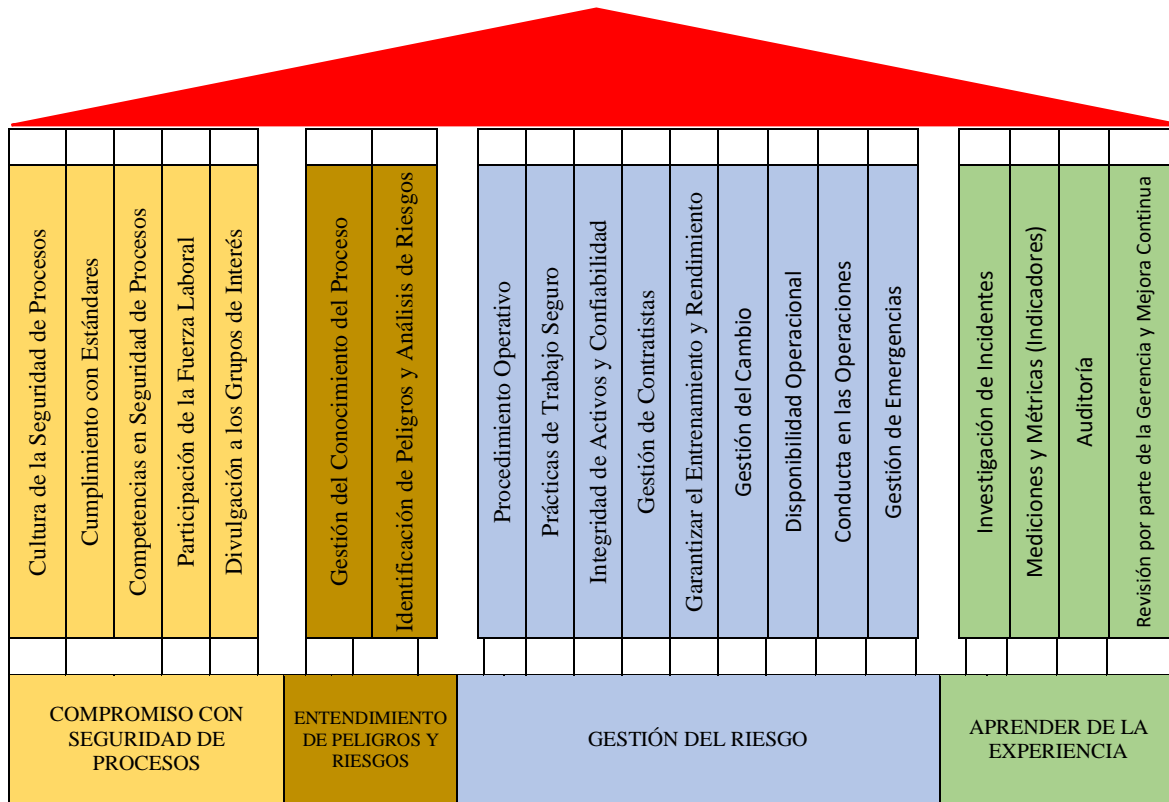 Cultura de la Seguridad de Procesos
Cumplimiento con Estándares
Competencias en Seguridad de Procesos
Participación de la Fuerza Laboral
Divulgación a los Grupos de Interés
Gestión del Conocimiento del Proceso
Identificación de Peligros y Análisis de Riesgos
Procedimiento Operativo
Prácticas de Trabajo Seguro
Integridad de Activos y Confiabilidad
Gestión de Contratistas
Garantizar el Entrenamiento y Rendimiento
Gestión del Cambio
Disponibilidad Operacional
Conducta en las Operaciones
Gestión de Emergencias
Investigación de Incidentes
Mediciones y Métricas (Indicadores)
Auditoría
Revisión por parte de la Gerencia y Mejora Continua
COMPROMISO CON
SEGURIDAD DE
PROCESOS
ENTENDIMIENTO
DE PELIGROS Y
RIESGOS
GESTIÓN DEL RIESGO
APRENDER DE LA
EXPERIENCIA